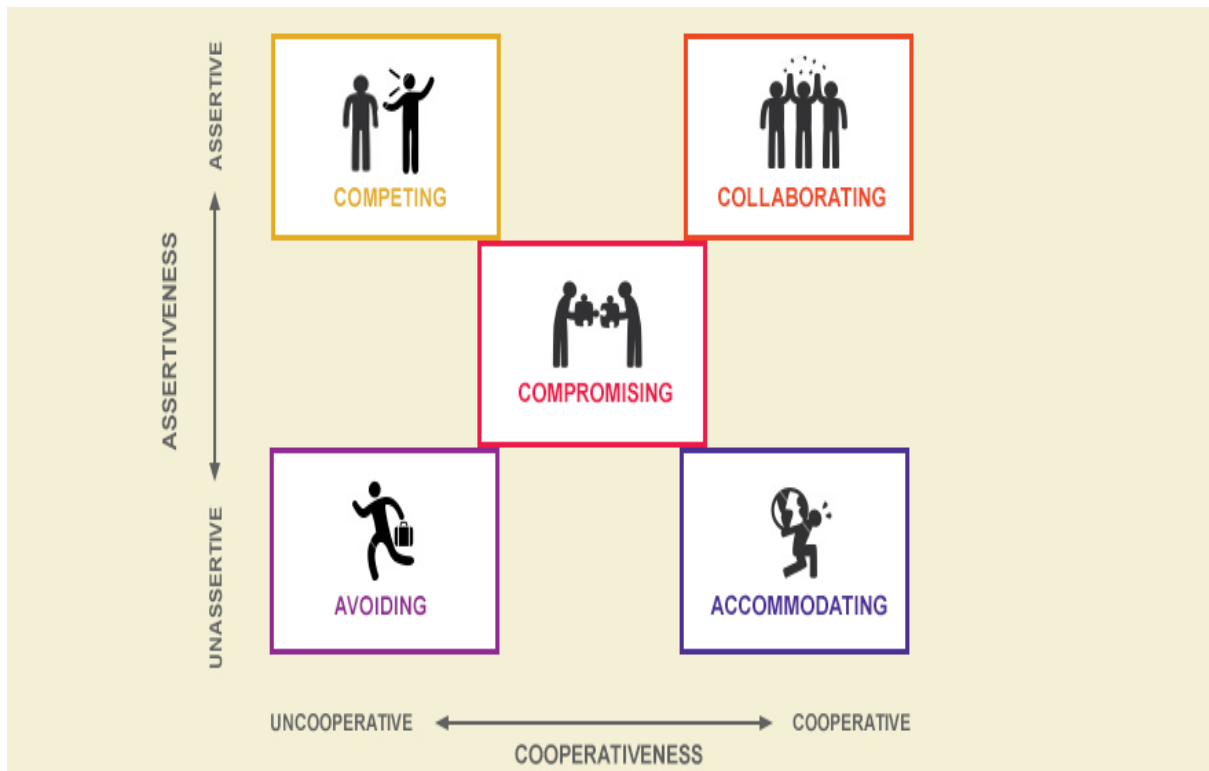 ASSERTIVE
COMPETING
COLLABORATING
ASSERTIVENESS
COMPROMISING
UNASSERTIVE
AVOIDING
ACCOMMODATING
UNCOOPERATIVE
COOPERATIVE
COOPERATIVENESS